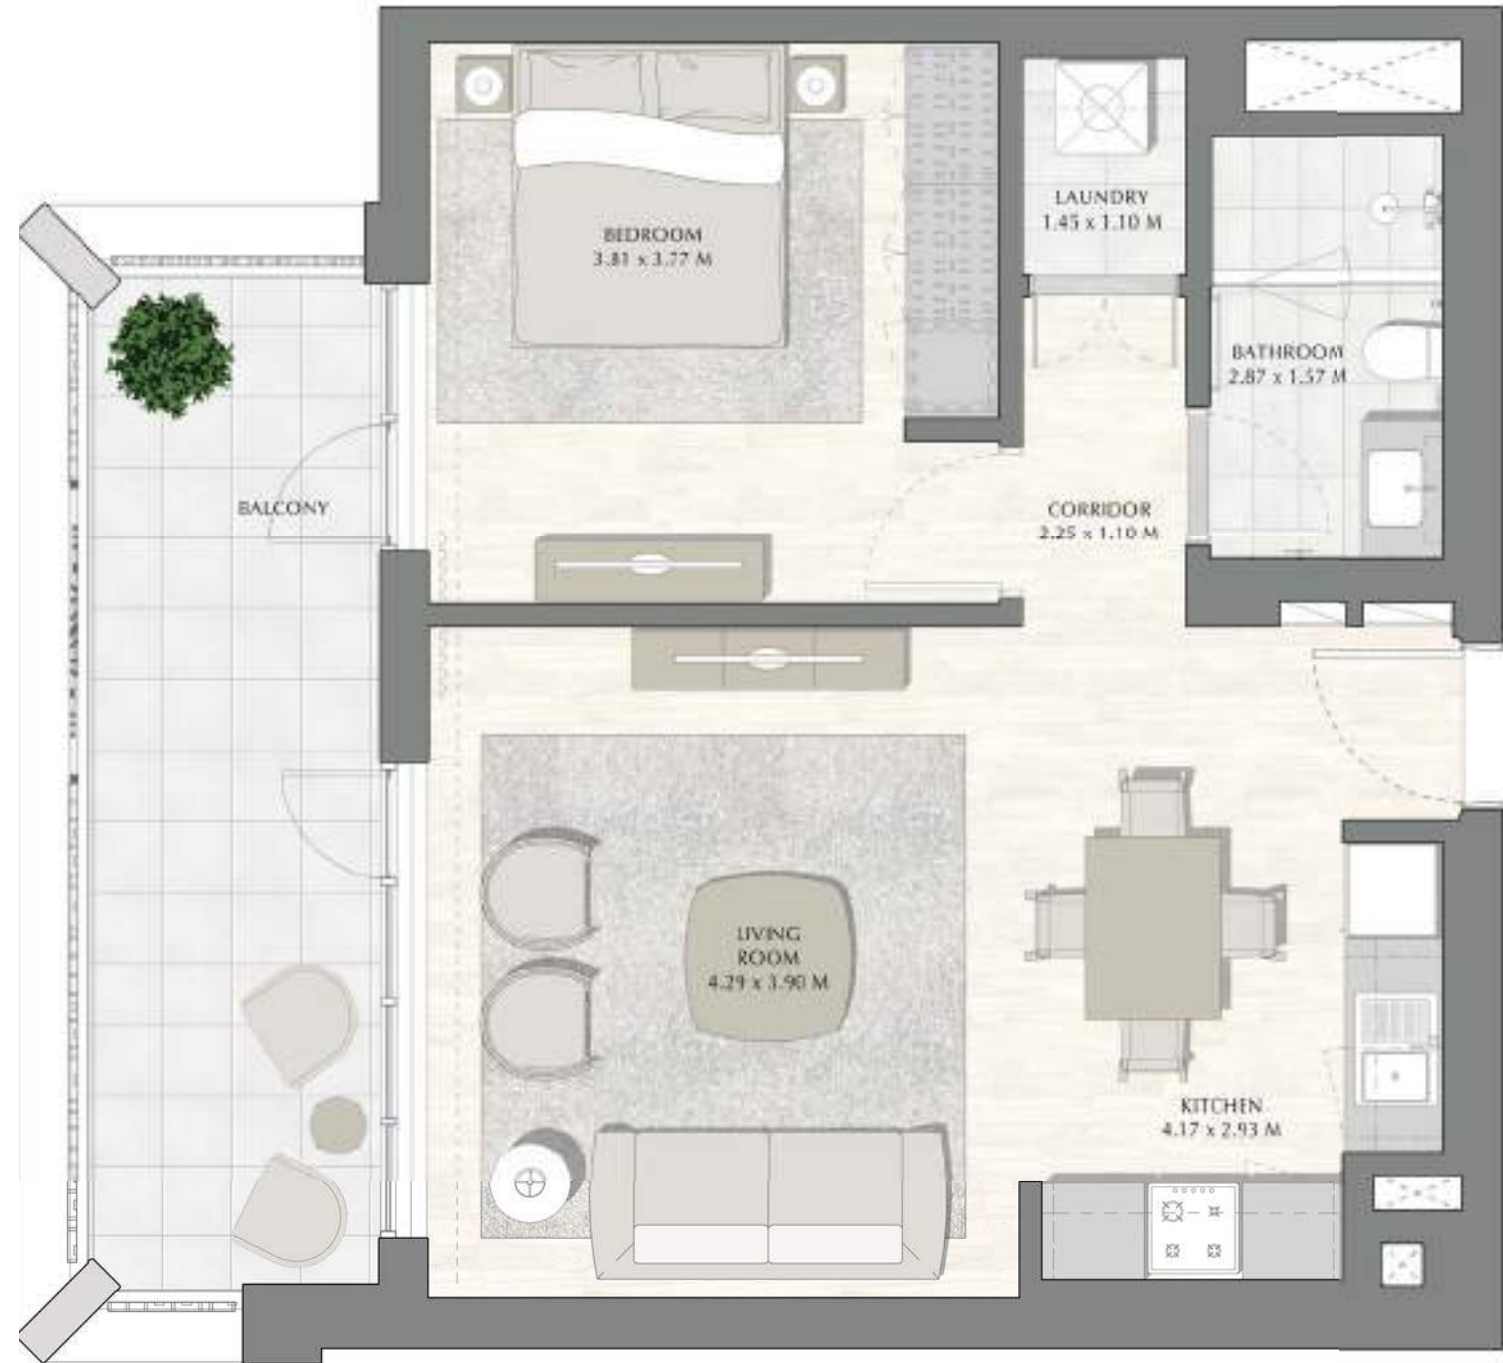 LAUNDRY
1.45 x 1.10 M
BEDROOM
3.81 x 3.77 M
BATHROOM
2.87 x 1.57 M
BALCONY
CORRIDOR
2.25 x 1.10 M
LIVING
ROOM
4.29 x 3.90 M
KITCHEN
4.17 x 2.93 M